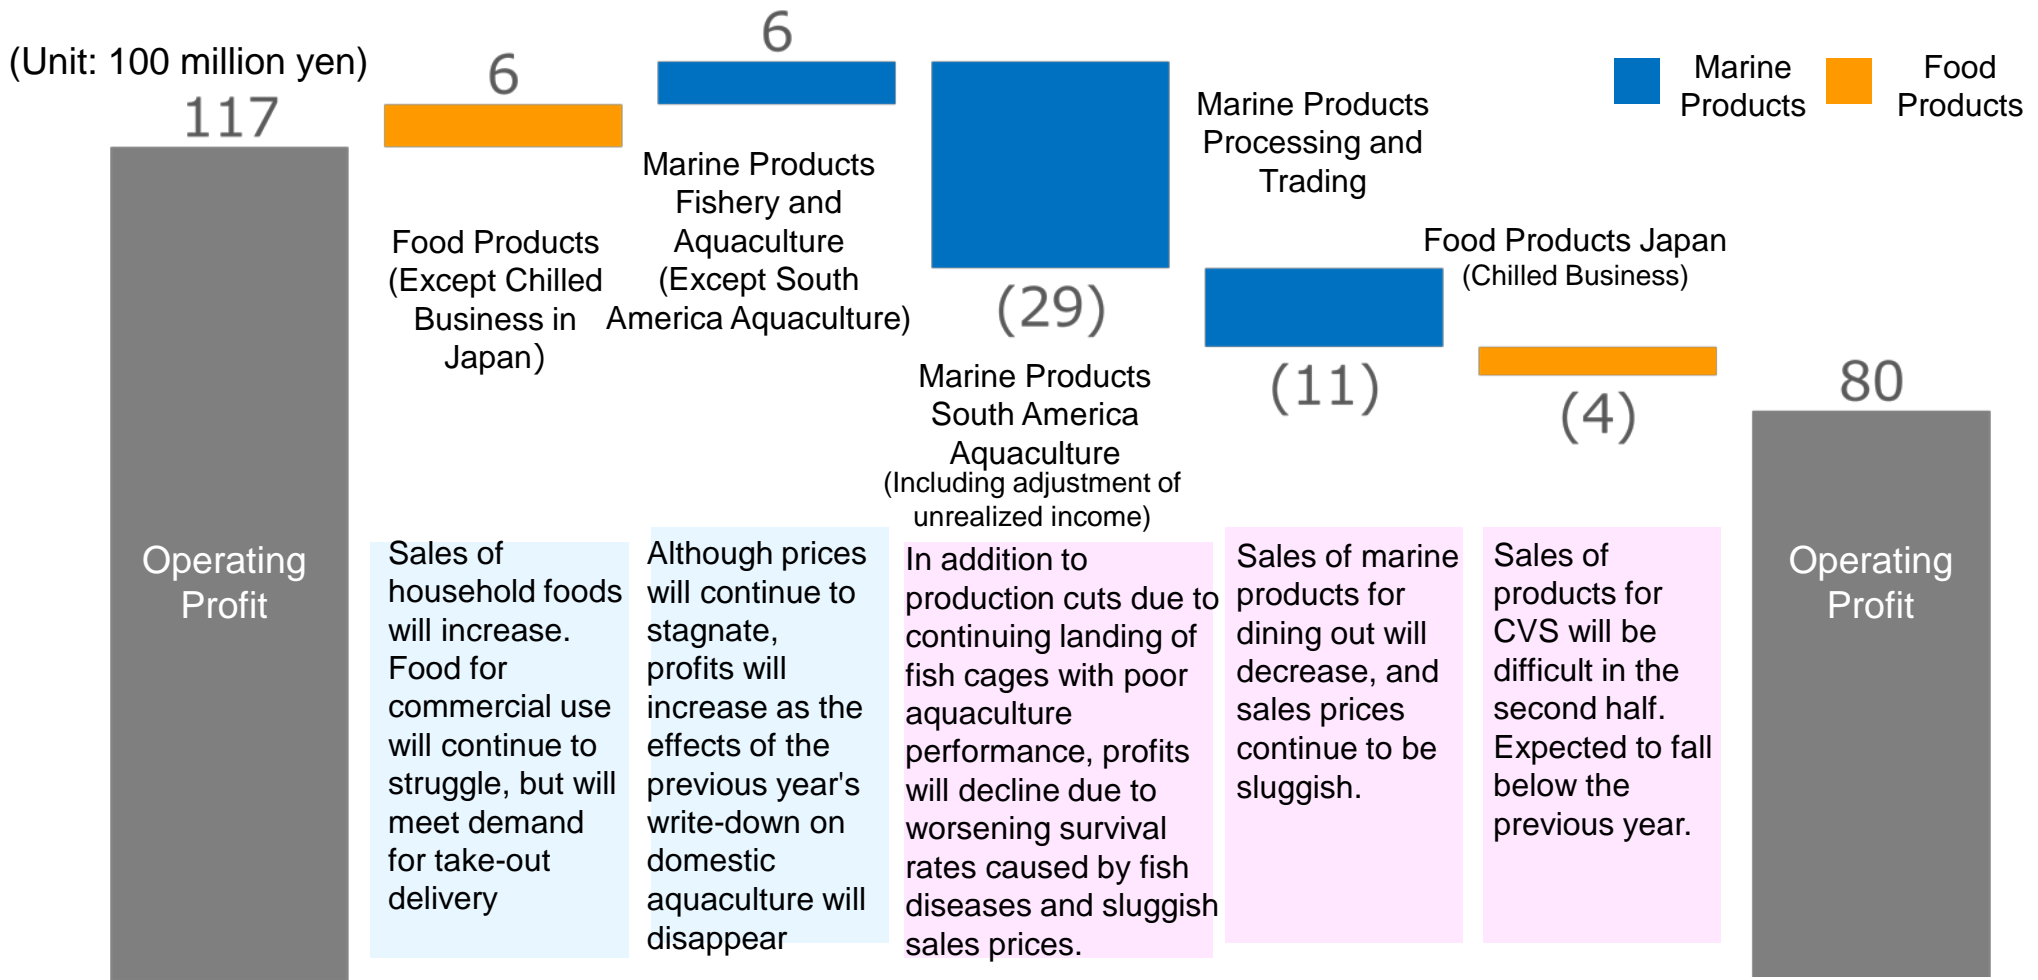 (Unit: 100 million yen)
117
6
6
Marine
Products
Food
Products
Operating
Profit
Food Products
(Except Chilled
Business in
Japan)
Marine Products
Fishery and
Aquaculture
(Except South
America Aquaculture)
(29)
Marine Products
South America
Aquaculture
(Including adjustment of
unrealized income)
Marine Products
Processing and
Trading
(11)
Food Products Japan
(Chilled Business)
(4)
80
Operating
Profit
Sales of
household foods
will increase.
Food for
commercial use
will continue to
struggle, but will
meet demand
for take-out
delivery
Although prices
will continue to
stagnate,
profits will
increase as the
effects of the
previous year's
write-down on
domestic
aquaculture will
disappear
In addition to
production cuts due to
continuing landing of
fish cages with poor
aquaculture
performance, profits
will decline due to
worsening survival
rates caused by fish
diseases and sluggish
sales prices.
Sales of marine
products for
dining out will
decrease, and
sales prices
continue to be
sluggish.
Sales of
products for
CVS will be
difficult in the
second half.
Expected to fall
below the
previous year.